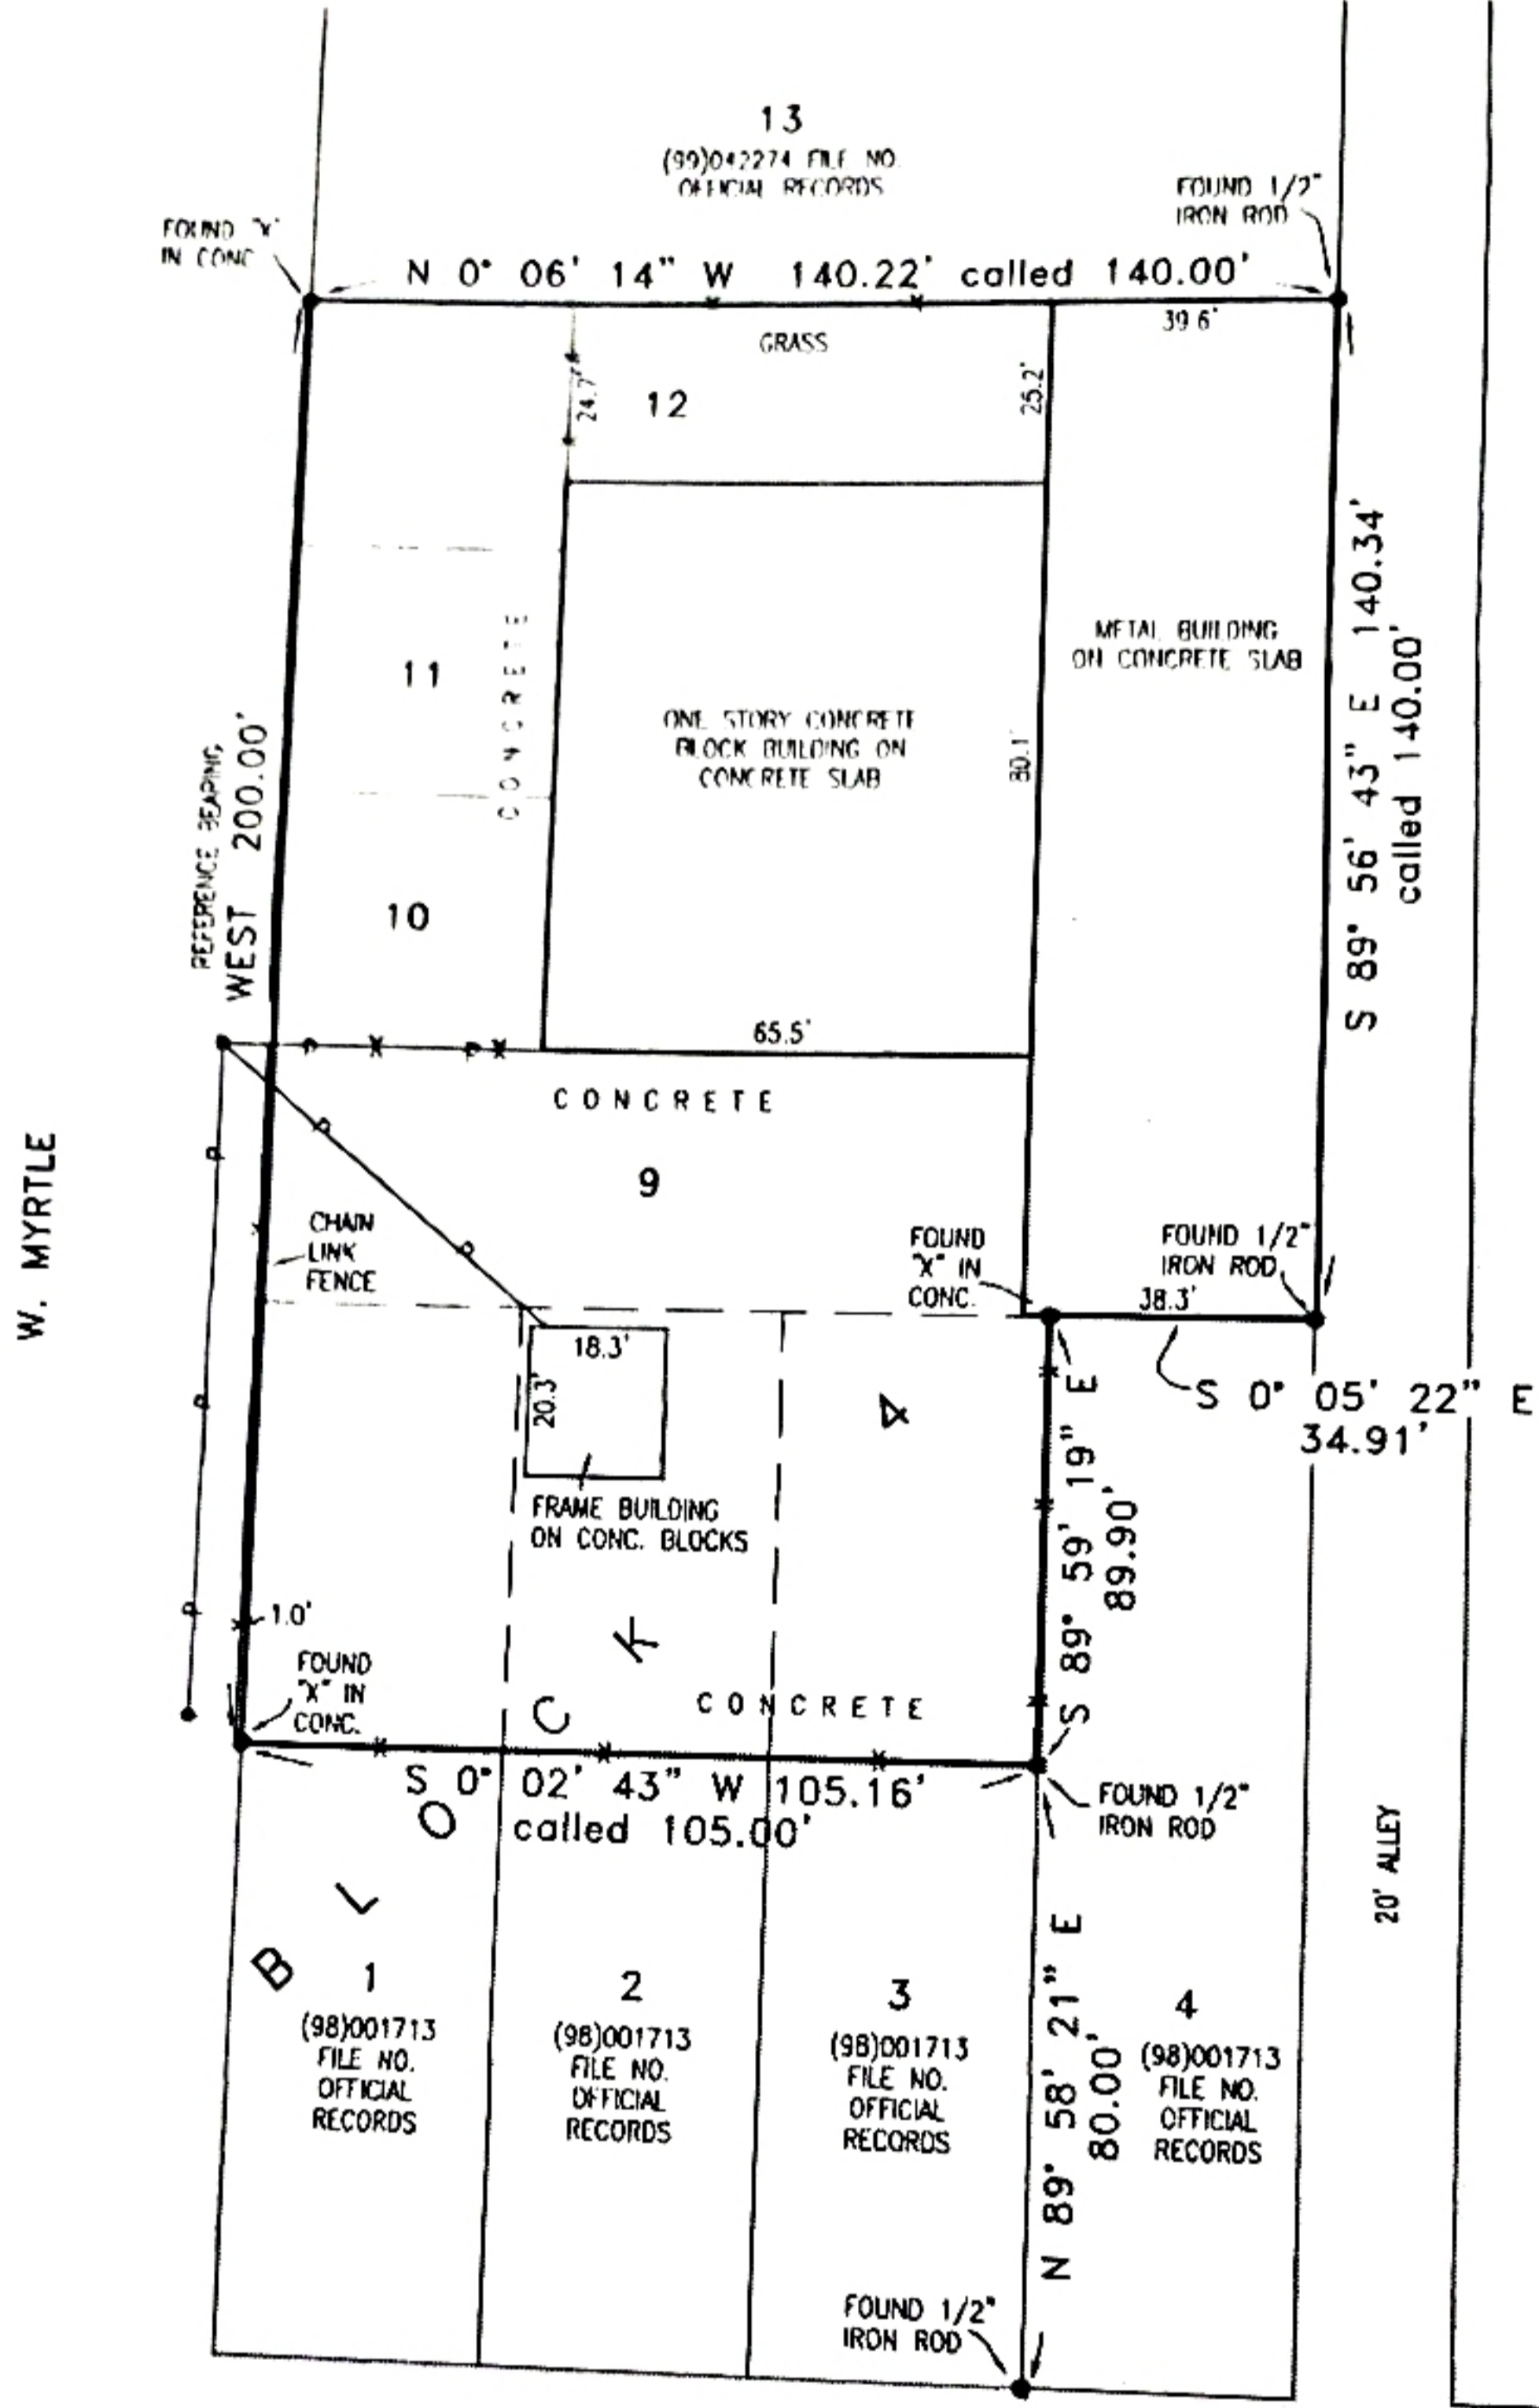 13
(99)042274 FILE NO.
OFFICIAL RECORDS
FOUND 1/2"
IRON ROD
FOUND "X"
IN CONC
N 0° 06' 14" W 140.22' called 140.00'
39.6'
GRASS
24.7'
12
25.2'
S 89° 56' 43" E 140.34'
called 140.00'
METAL BUILDING
ON CONCRETE SLAB
11
CONCRETE
ONE STORY CONCRETE
BLOCK BUILDING ON
CONCRETE SLAB
80.1'
REFERENCE BEARING
WEST 200.00'
10
65.5'
CONCRETE
9
W. MYRTLE
CHAIN
LINK
FENCE
FOUND
"X" IN
CONC.
FOUND 1/2"
IRON ROD
38.3'
18.3'
20.3'
S 0° 05' 22" E
34.91'
FRAME BUILDING
ON CONC. BLOCKS
S 89° 59' 19" E
89.90'
1.0'
FOUND
"X" IN
CONC.
CONCRETE
BLOCK 4
S 0° 02' 43" W 105.16'
called 105.00'
FOUND 1/2"
IRON ROD
20' ALLEY
1
(98)001713
FILE NO.
OFFICIAL
RECORDS
2
(98)001713
FILE NO.
OFFICIAL
RECORDS
3
(98)001713
FILE NO.
OFFICIAL
RECORDS
N 89° 58' 21" E
80.00'
4
(98)001713
FILE NO.
OFFICIAL
RECORDS
FOUND 1/2"
IRON ROD